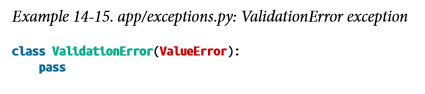 Example 14-15. app/exceptions.py: ValidationError exception
class ValidationError(ValueError):
    pass